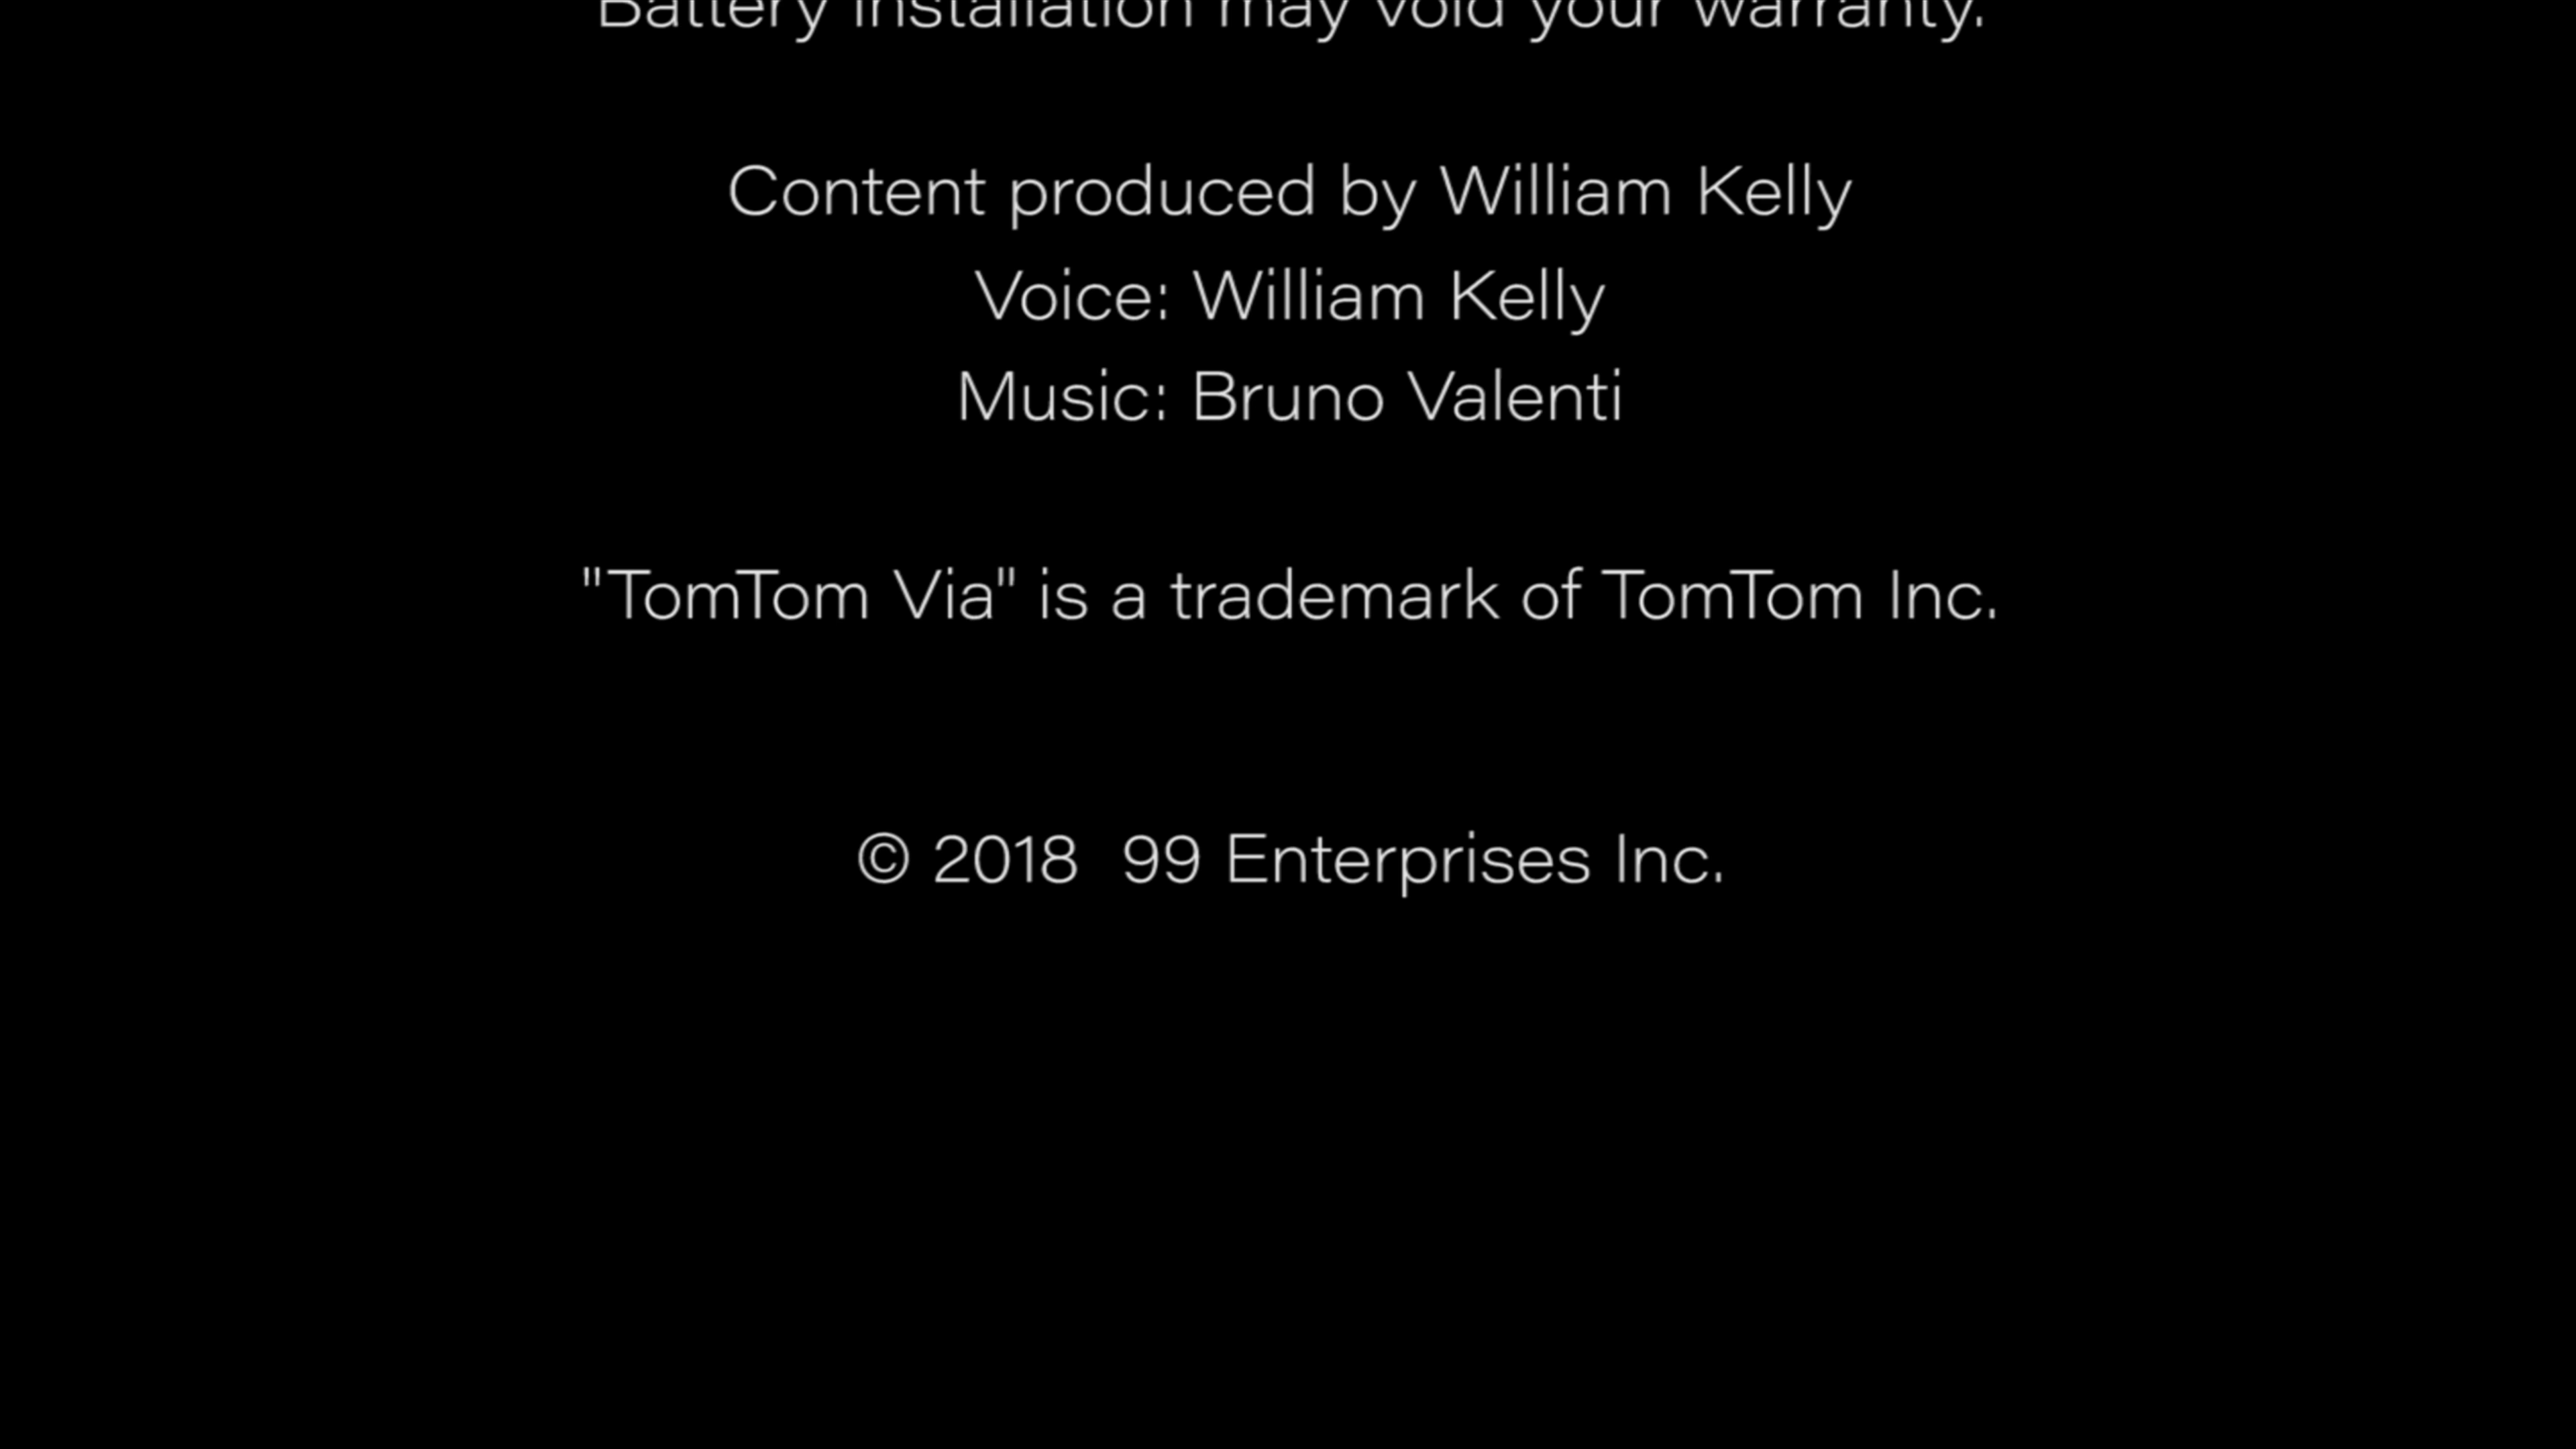 Battery installation may void your warranty.
Content produced by William Kelly
Voice: William Kelly
Music: Bruno Valenti
"TomTom Via" is a trademark of TomTom Inc.
© 2018  99 Enterprises Inc.